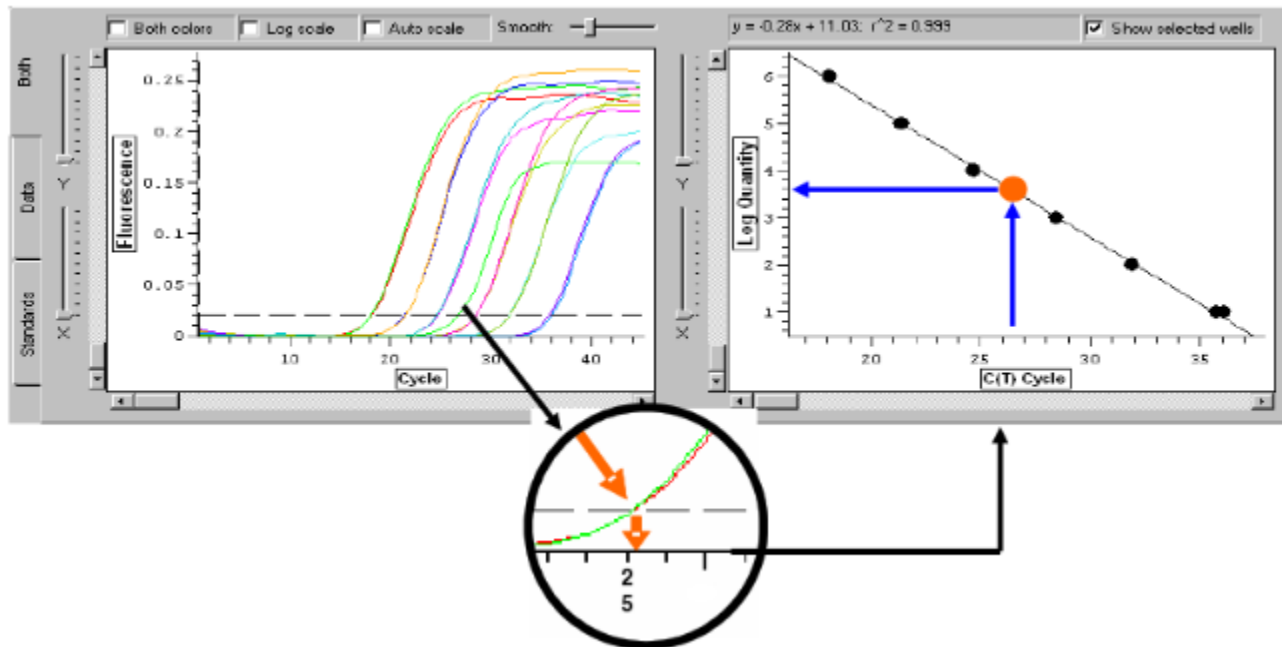 Both colors
Log scale
Auto scale
Smooth:
y = -0.28x + 11.03; r^2 = 0.999
Show selected wells
Both
Data
Standards
Y
X
Fluorescence
0.25
0.2
0.15
0.1
0.05
0
10
20
30
40
Cycle
Y
X
Log Quantity
6
5
4
3
2
1
20
25
30
35
C(T) Cycle
2
5